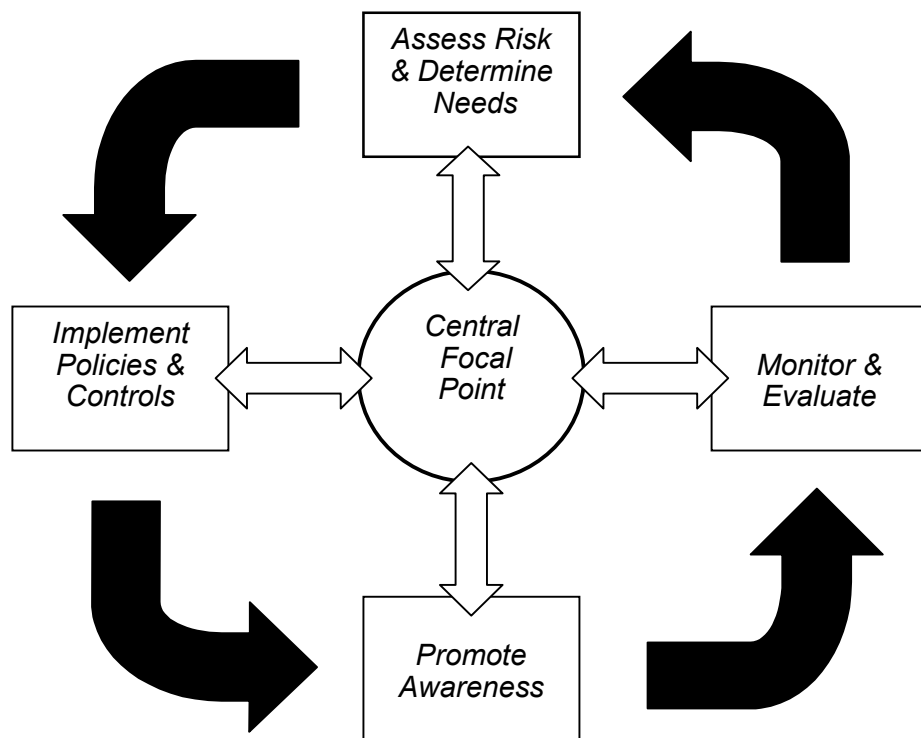 Assess Risk
& Determine
Needs
Implement
Policies &
Controls
Central
Focal
Point
Monitor &
Evaluate
Promote
Awareness